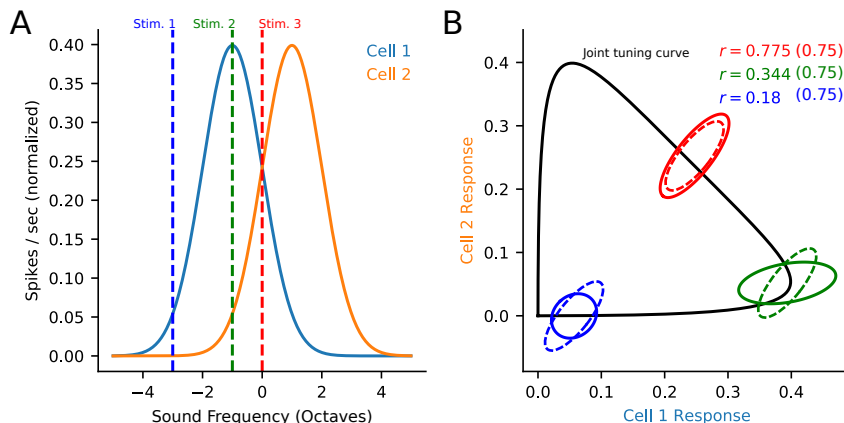 A
Stim. 1
Stim. 2
Stim. 3
Cell 1
Cell 2
Spikes / sec (normalized)
0.40
0.35
0.30
0.25
0.20
0.15
0.10
0.05
0.00
−4
−2
0
2
4
Sound Frequency (Octaves)
B
Joint tuning curve
r = 0.775 (0.75)
r = 0.344 (0.75)
r = 0.18 (0.75)
Cell 2 Response
0.4
0.3
0.2
0.1
0.0
0.0
0.1
0.2
0.3
0.4
Cell 1 Response